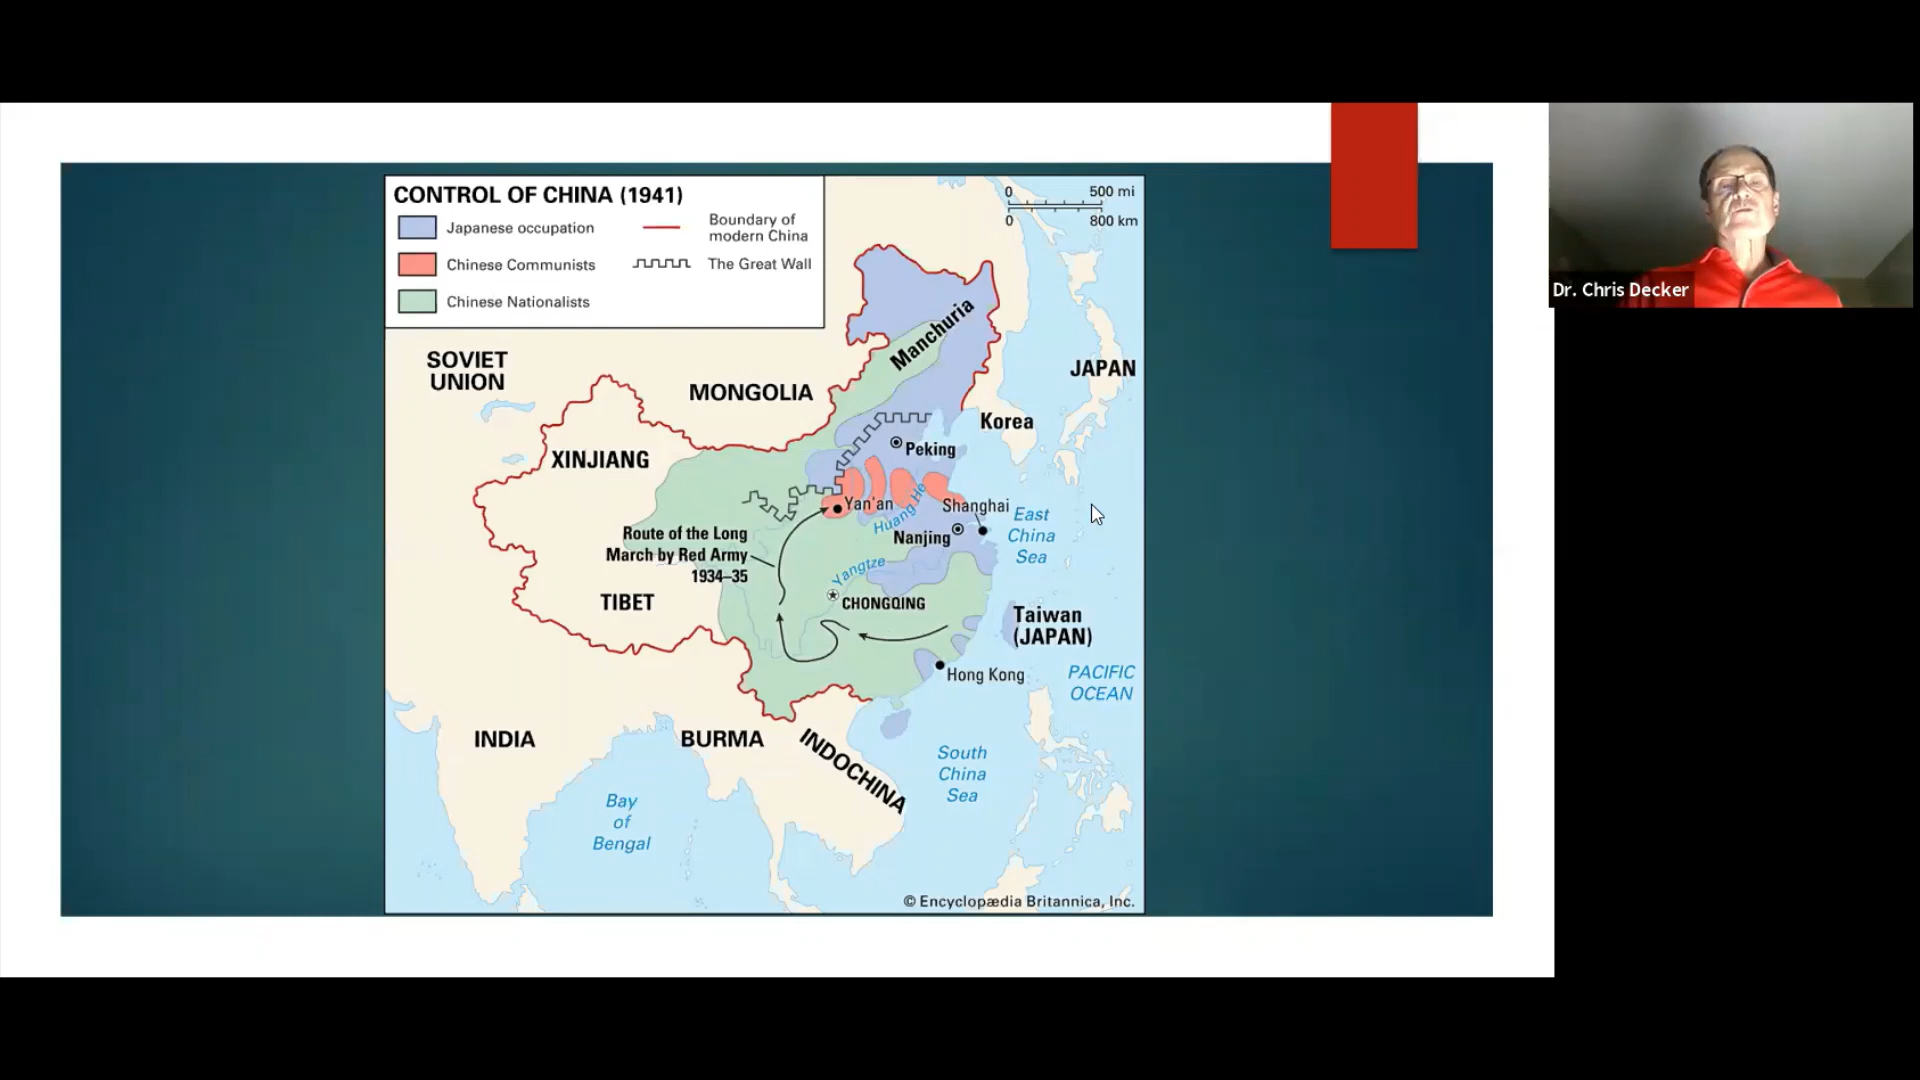 CONTROL OF CHINA (1941)
Japanese occupation
Chinese Communists
Chinese Nationalists
Boundary of
modern China
The Great Wall
0 500 mi
0 800 km
SOVIET
UNION
MONGOLIA
Manchuria
JAPAN
Korea
XINJIANG
Peking
Yan'an
Huang He
Shanghai
Nanjing
East
China
Sea
Route of the Long
March by Red Army
1934–35
Yangtze
CHONGQING
TIBET
Taiwan
(JAPAN)
Hong Kong
PACIFIC
OCEAN
INDIA
BURMA
INDOCHINA
South
China
Sea
Bay
of
Bengal
© Encyclopædia Britannica, Inc.
Dr. Chris Decker